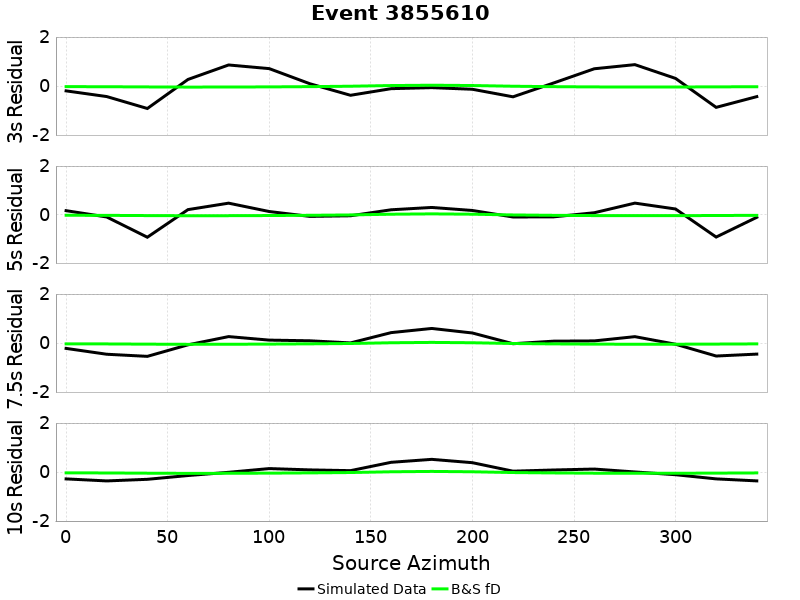 Event 3855610
3s Residual
2
0
-2
5s Residual
2
0
-2
7.5s Residual
2
0
-2
10s Residual
2
0
-2
0 50 100 150 200 250 300
Source Azimuth
Simulated Data B&S fD